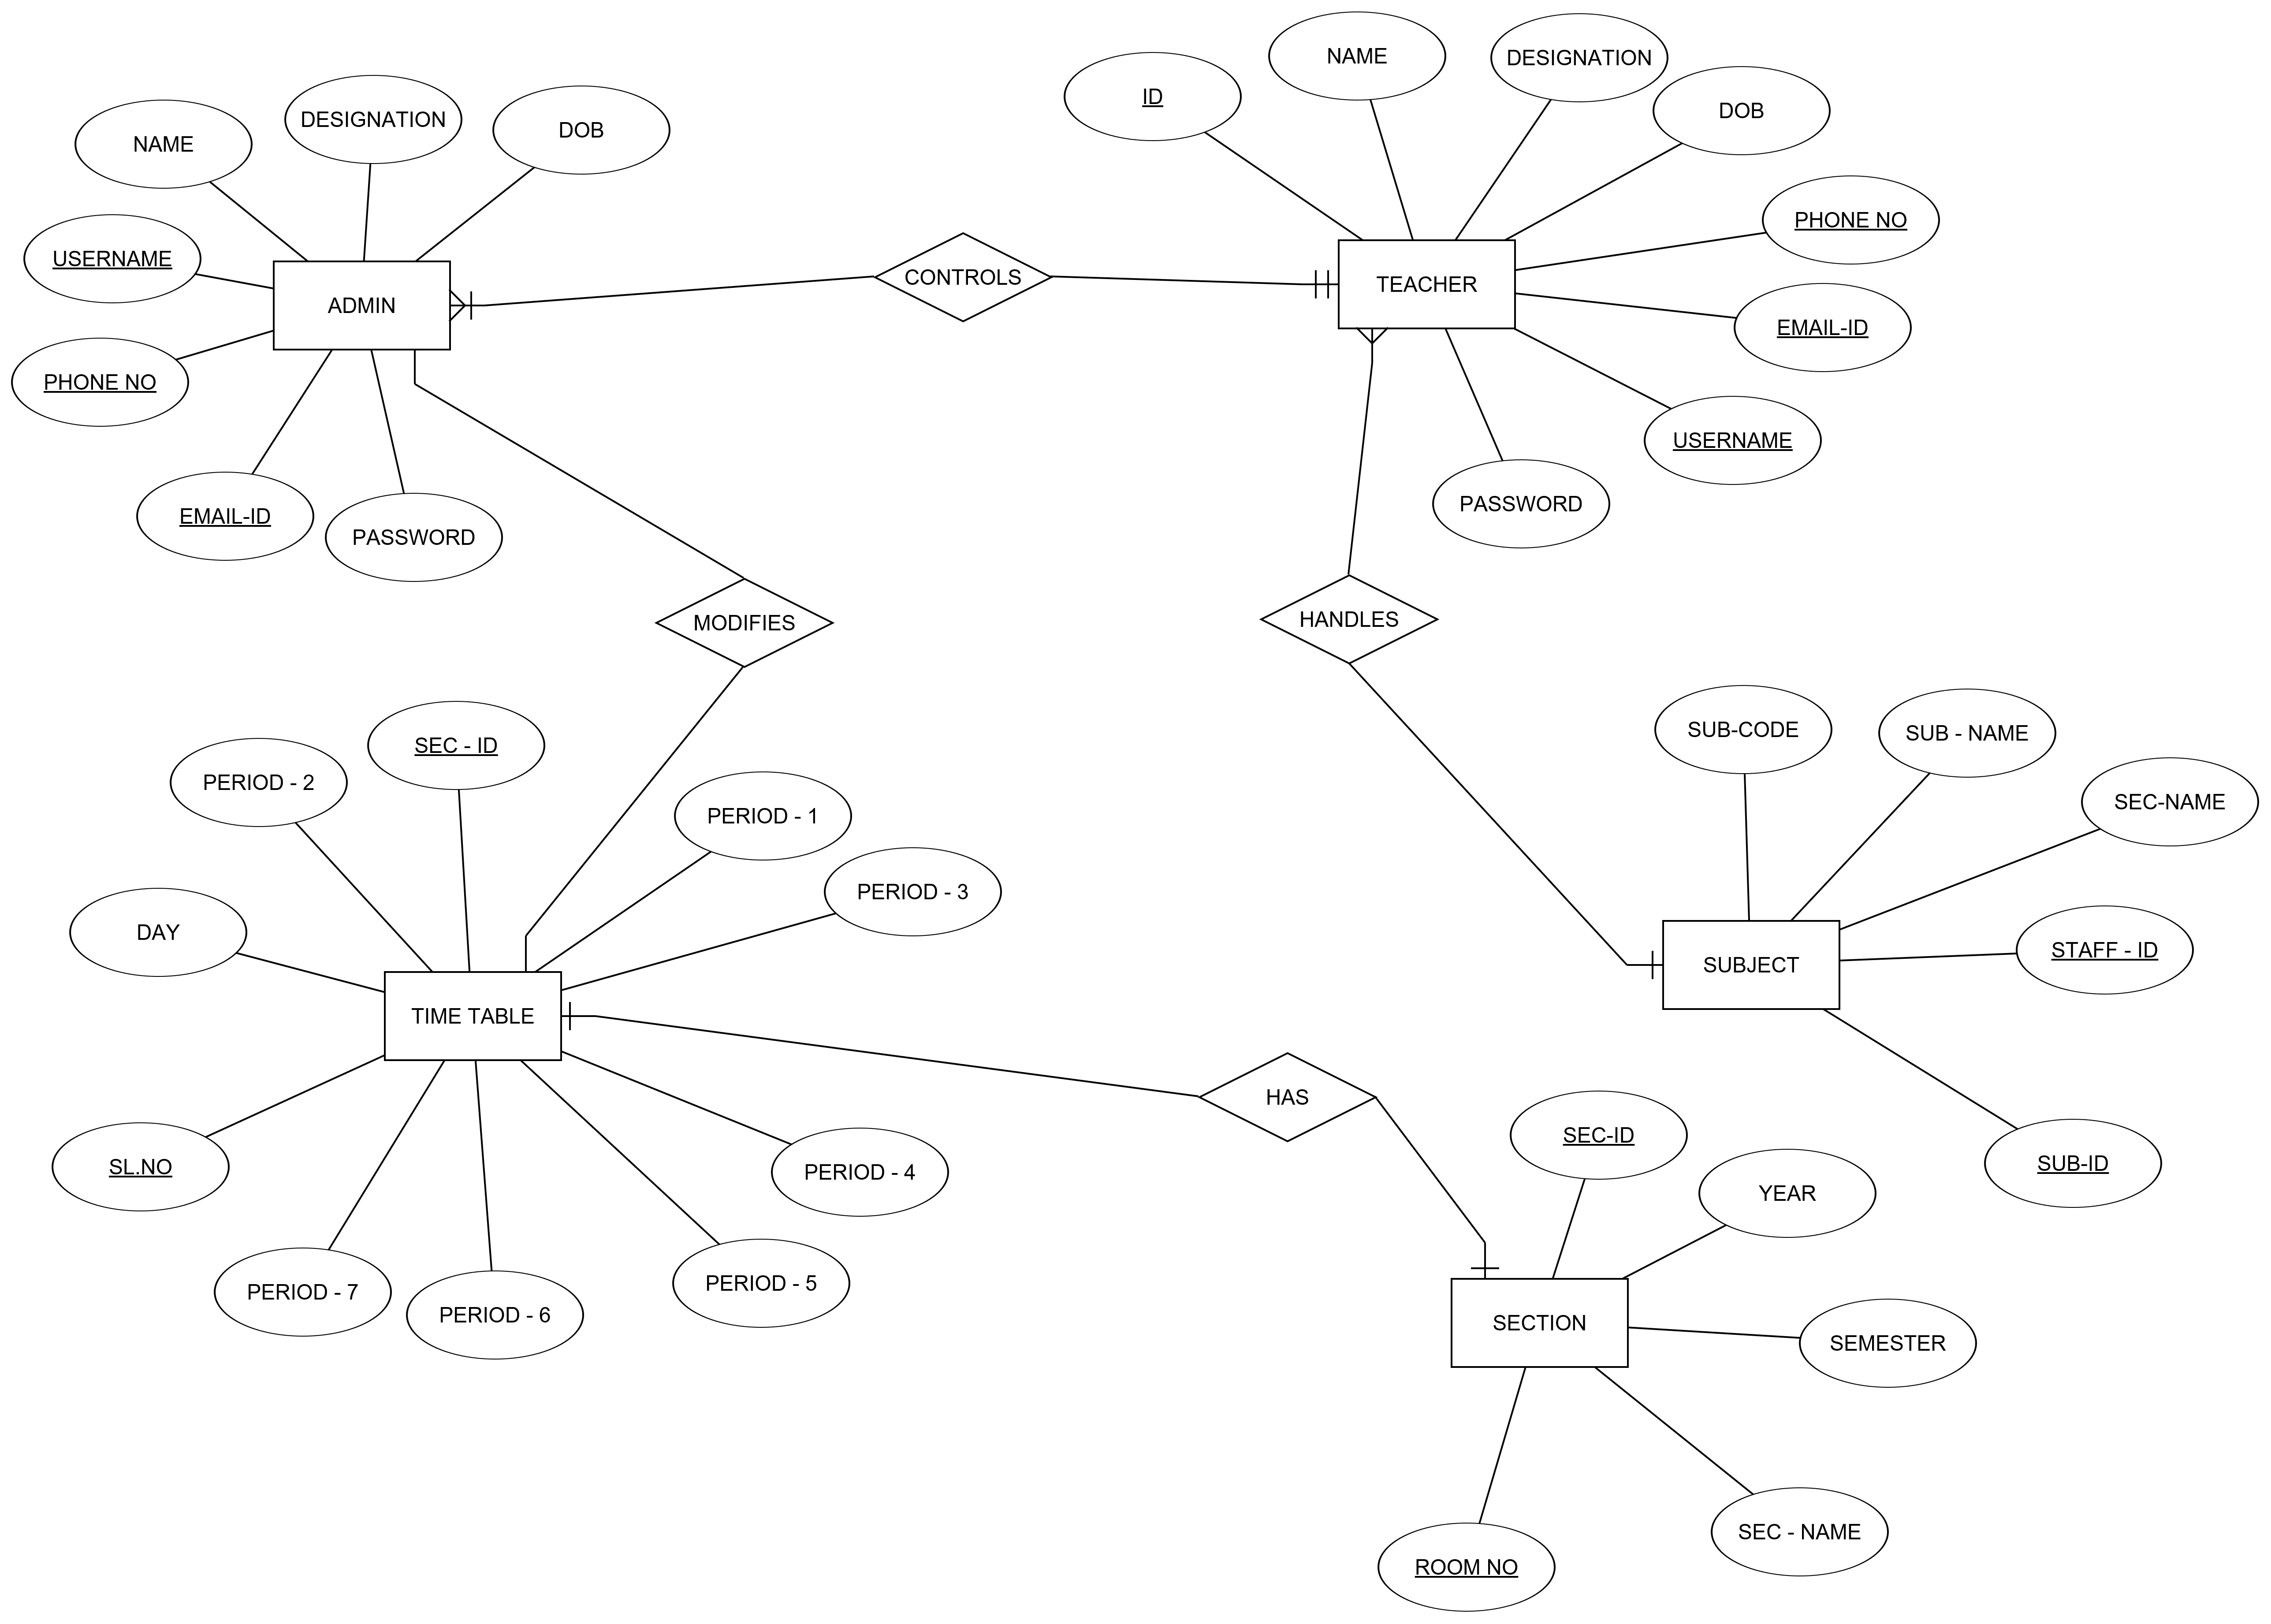 NAME
DESIGNATION
DOB
USERNAME
ADMIN
PHONE NO
EMAIL-ID
PASSWORD
CONTROLS
ID
NAME
DESIGNATION
DOB
PHONE NO
TEACHER
EMAIL-ID
USERNAME
PASSWORD
MODIFIES
HANDLES
SEC - ID
PERIOD - 2
PERIOD - 1
PERIOD - 3
DAY
TIME TABLE
SL.NO
PERIOD - 4
PERIOD - 5
PERIOD - 7
PERIOD - 6
SUB-CODE
SUB - NAME
SEC-NAME
STAFF - ID
SUBJECT
SUB-ID
HAS
SEC-ID
YEAR
SECTION
SEMESTER
SEC - NAME
ROOM NO